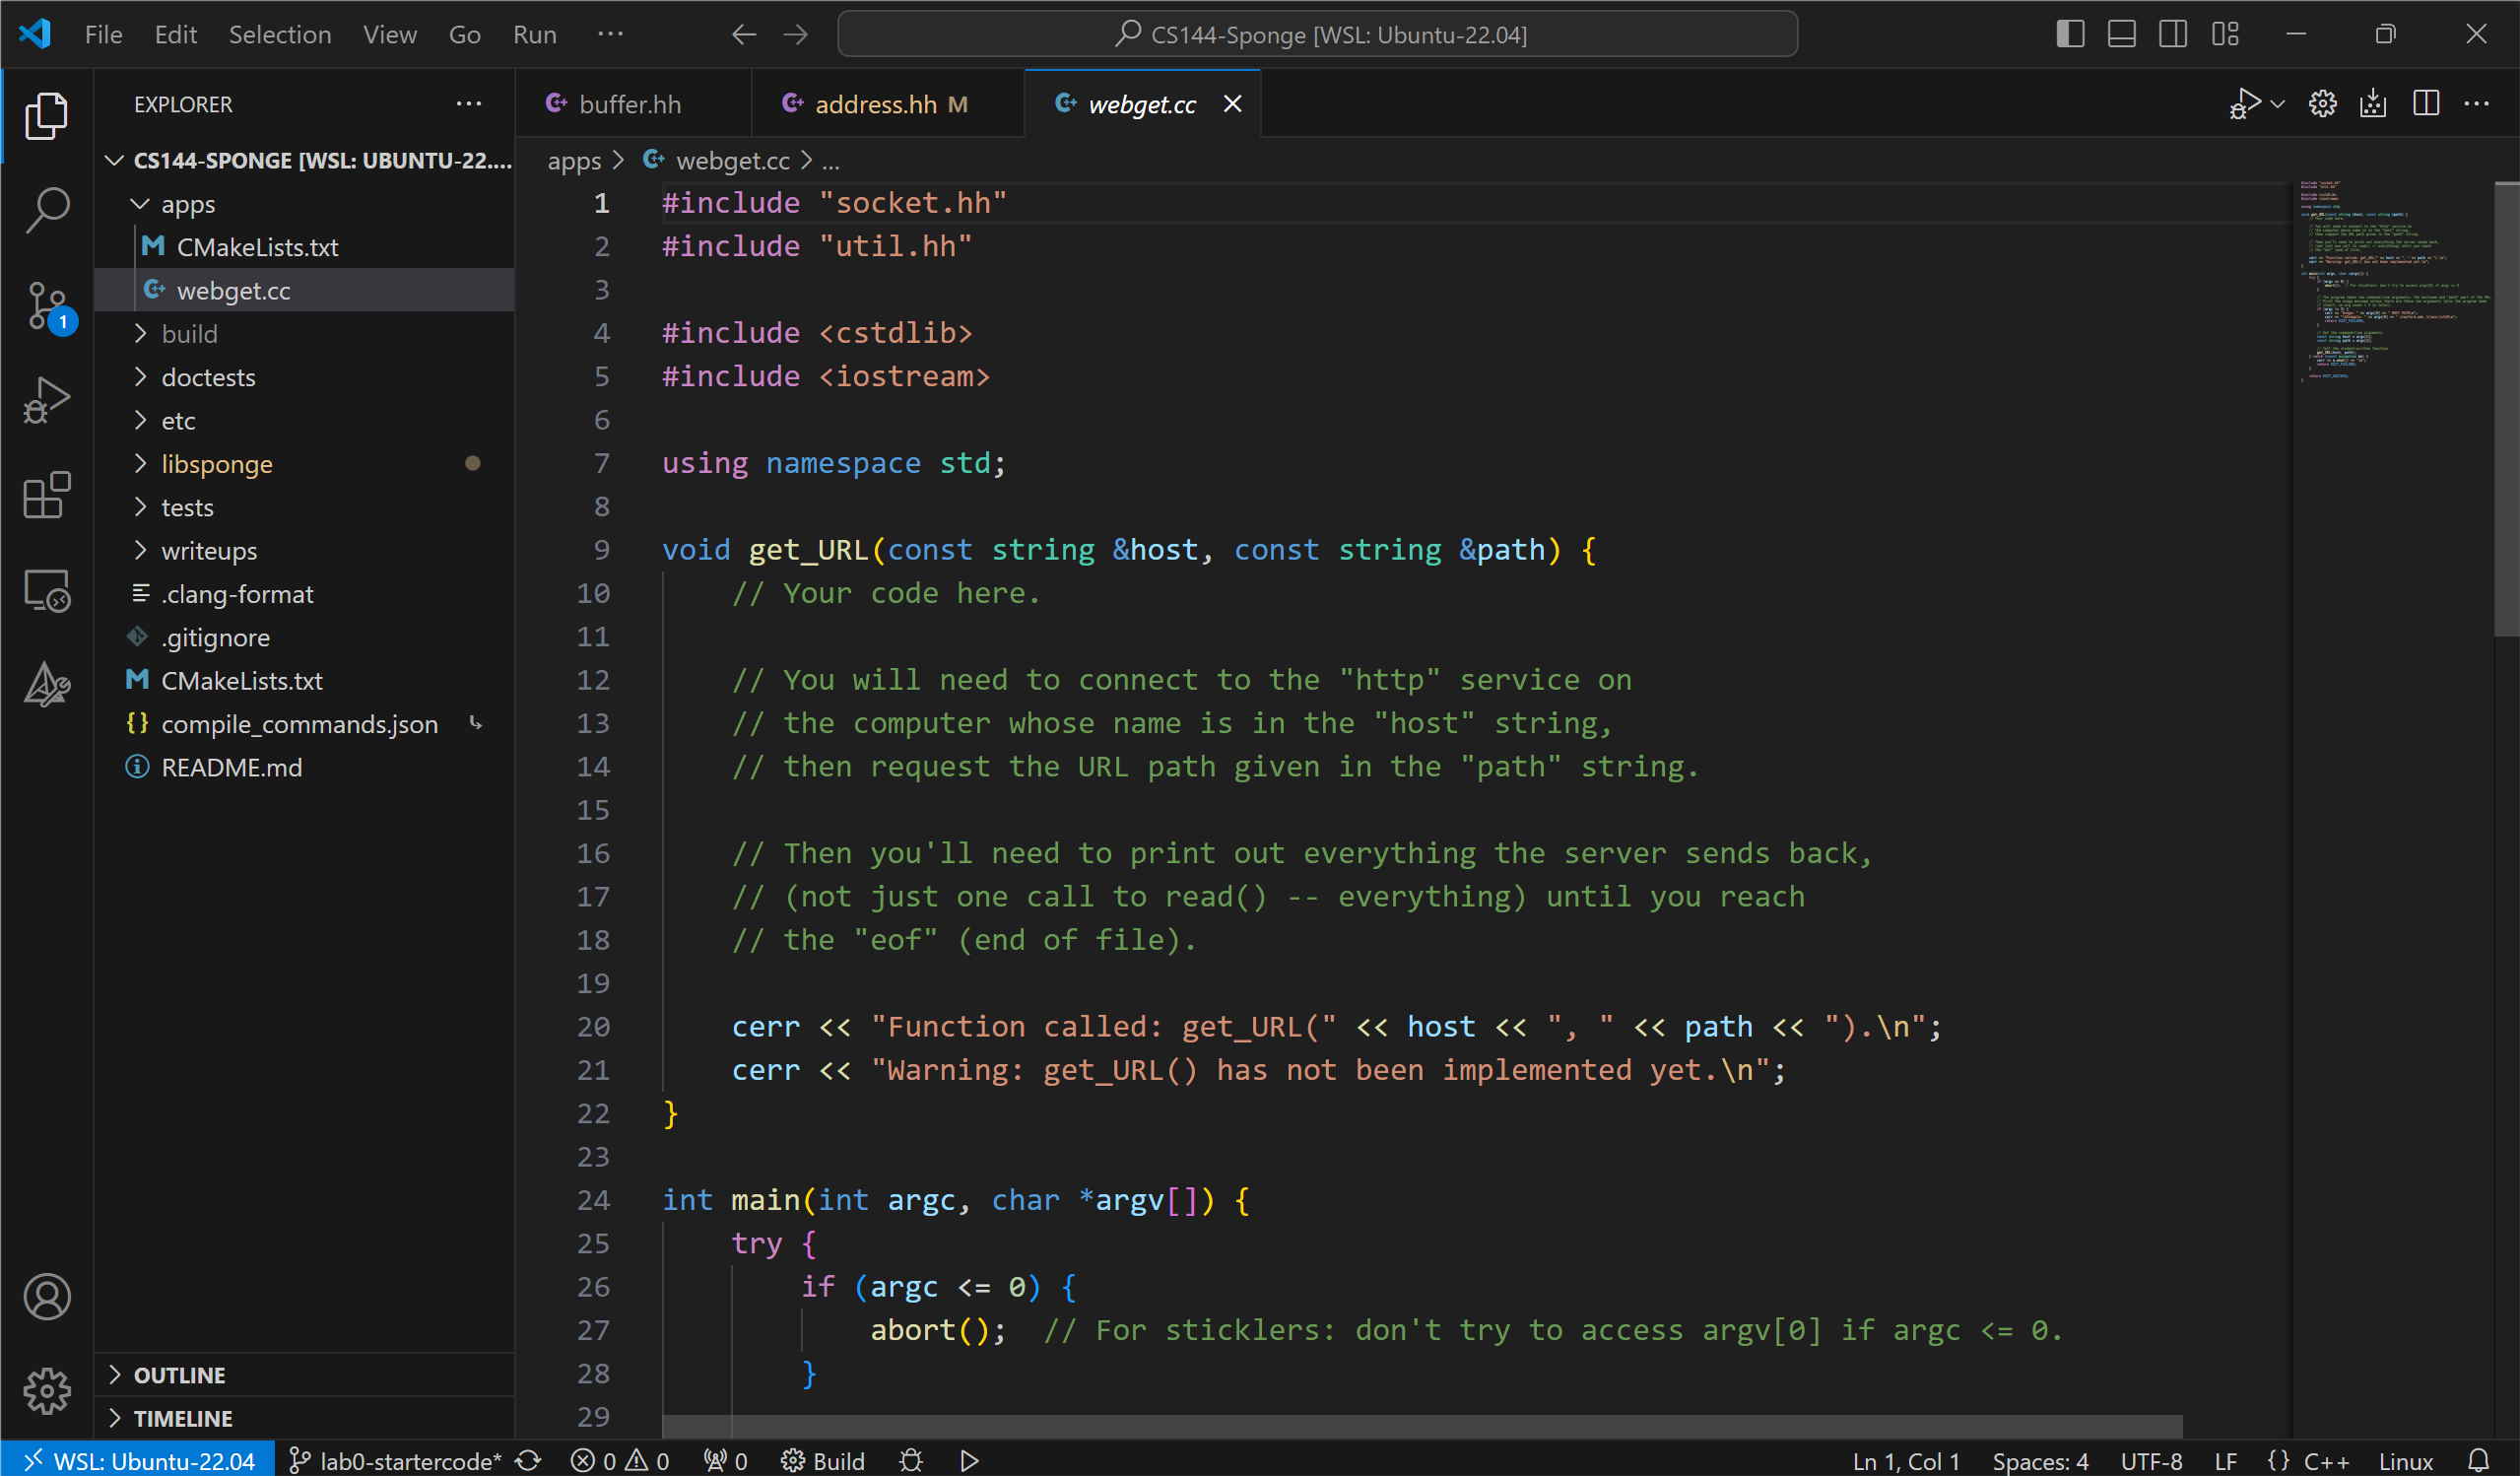 File Edit Selection View Go Run ···
CS144-Sponge [WSL: Ubuntu-22.04]
EXPLORER
CS144-SPONGE [WSL: UBUNTU-22....
apps
CMakeLists.txt
webget.cc
build
doctests
etc
libsponge
tests
writeups
.clang-format
.gitignore
CMakeLists.txt
compile_commands.json
README.md
OUTLINE
TIMELINE
1
buffer.hh
address.hh M
webget.cc
apps > webget.cc > ...
1 #include "socket.hh"
2 #include "util.hh"
3
4 #include <cstdlib>
5 #include <iostream>
6
7 using namespace std;
8
9 void get_URL(const string &host, const string &path) {
10 // Your code here.
11
12 // You will need to connect to the "http" service on
13 // the computer whose name is in the "host" string,
14 // then request the URL path given in the "path" string.
15
16 // Then you'll need to print out everything the server sends back,
17 // (not just one call to read() -- everything) until you reach
18 // the "eof" (end of file).
19
20 cerr << "Function called: get_URL(" << host << ", " << path << ").\n";
21 cerr << "Warning: get_URL() has not been implemented yet.\n";
22 }
23
24 int main(int argc, char *argv[]) {
25 try {
26 if (argc <= 0) {
27 abort();  // For sticklers: don't try to access argv[0] if argc <= 0.
28 }
29
WSL: Ubuntu-22.04 lab0-startercode* 0 0 0 Build Ln 1, Col 1 Spaces: 4 UTF-8 LF {} C++ Linux